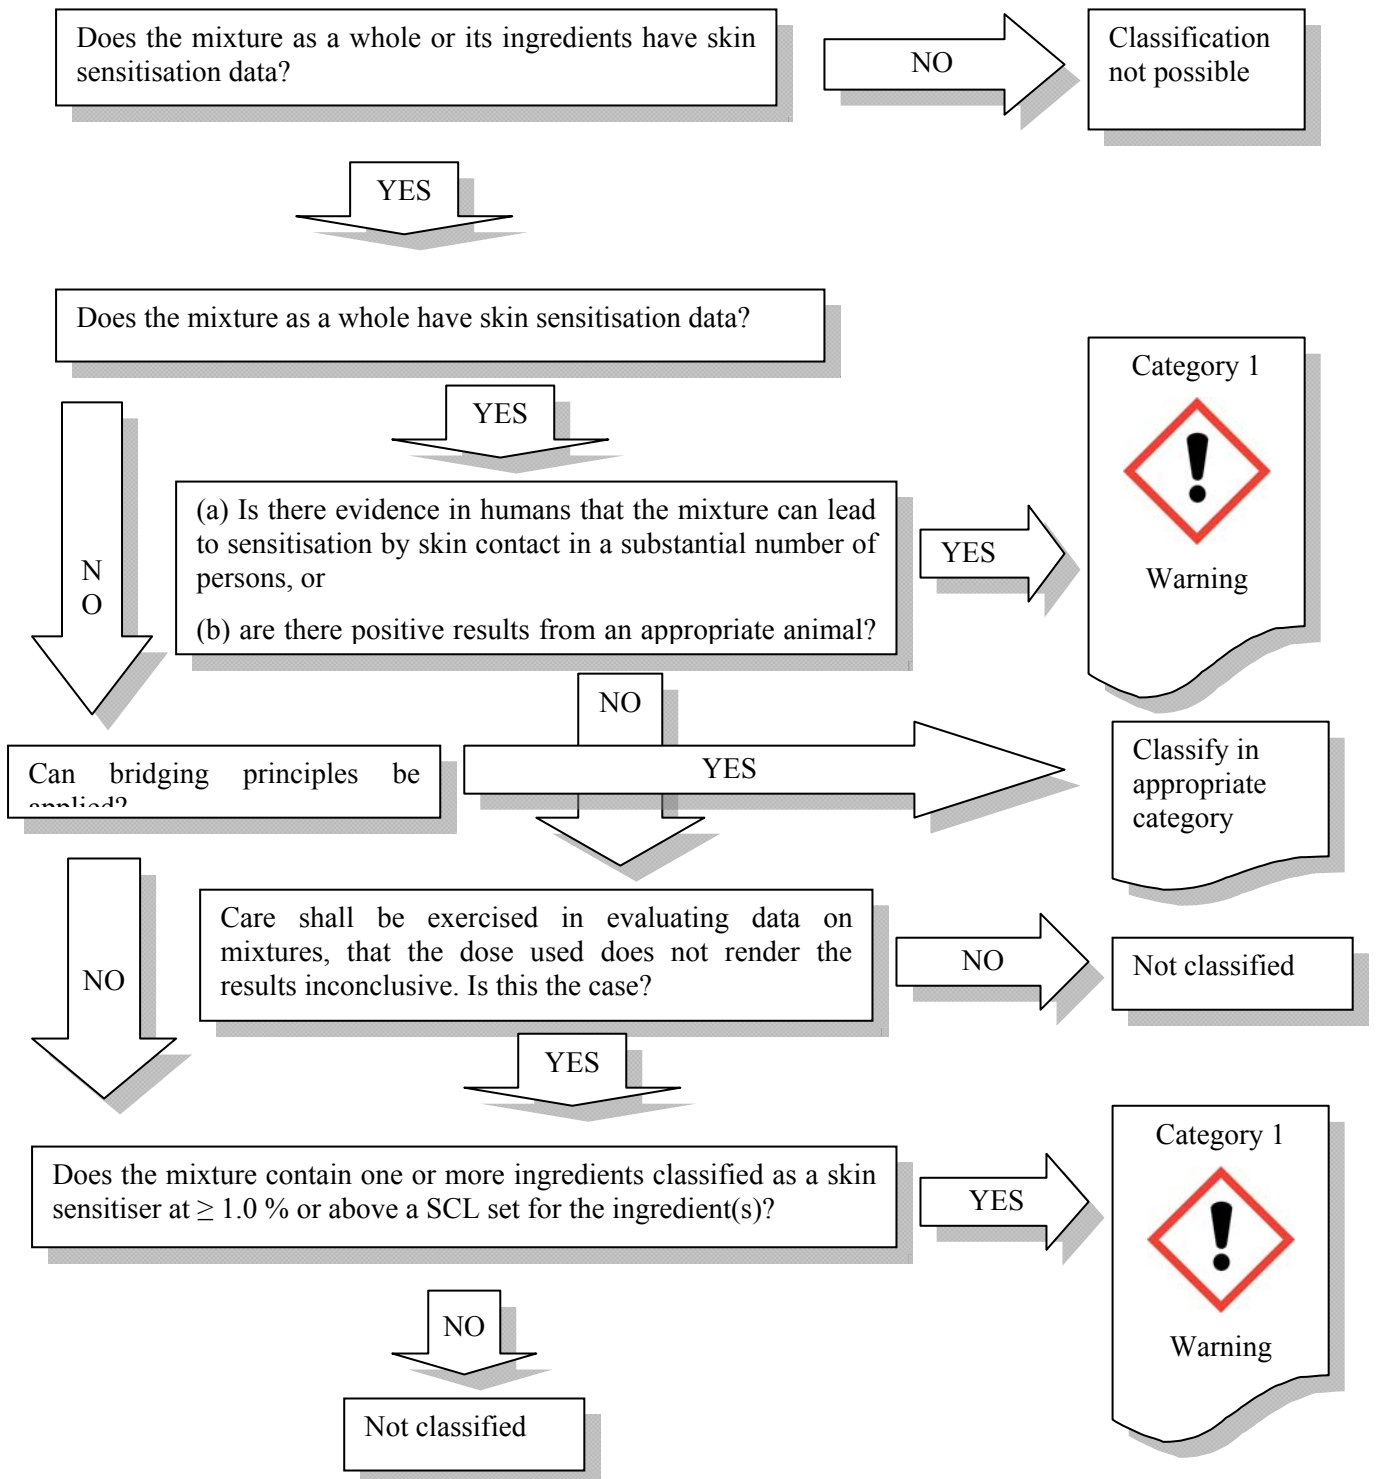 Does the mixture as a whole or its ingredients have skin
sensitisation data?
NO
Classification
not possible
YES
Does the mixture as a whole have skin sensitisation data?
YES
NO
(a) Is there evidence in humans that the mixture can lead
to sensitisation by skin contact in a substantial number of
persons, or
(b) are there positive results from an appropriate animal?
YES
Category 1
Warning
NO
Can bridging principles be
applied?
YES
Classify in
appropriate
category
NO
Care shall be exercised in evaluating data on
mixtures, that the dose used does not render the
results inconclusive. Is this the case?
NO
Not classified
YES
Does the mixture contain one or more ingredients classified as a skin
sensitiser at ≥ 1.0 % or above a SCL set for the ingredient(s)?
YES
Category 1
Warning
NO
Not classified